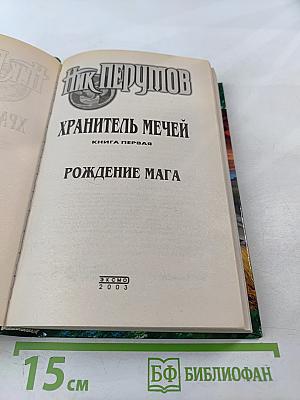 НИК ПЕРУМОВ
ХРАНИТЕЛЬ МЕЧЕЙ
КНИГА ПЕРВАЯ
РОЖДЕНИЕ МАГА
ЭКСМО
2003
15 см
БФ БИБЛИОФАН